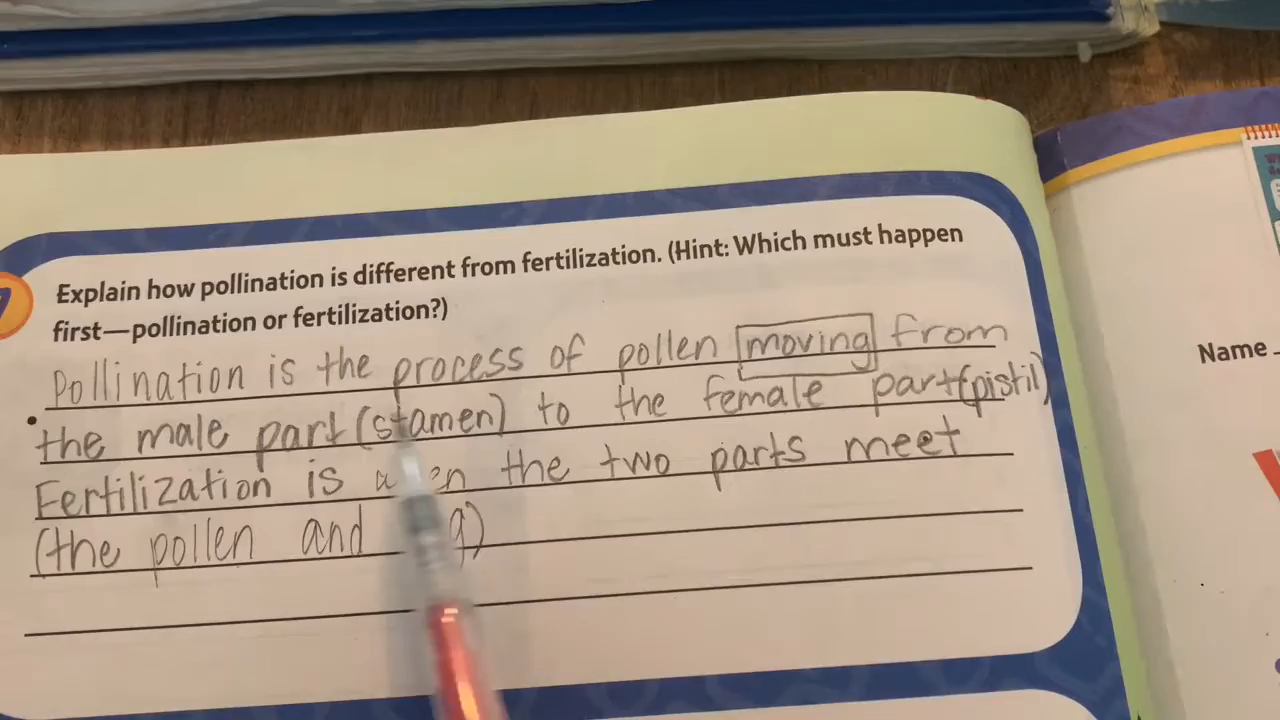 Explain how pollination is different from fertilization. (Hint: Which must happen
first—pollination or fertilization?)
Pollination is the process of pollen moving from
the male part (stamen) to the female part (pistil)
Fertilization is the two parts meet
(the pollen and
Name